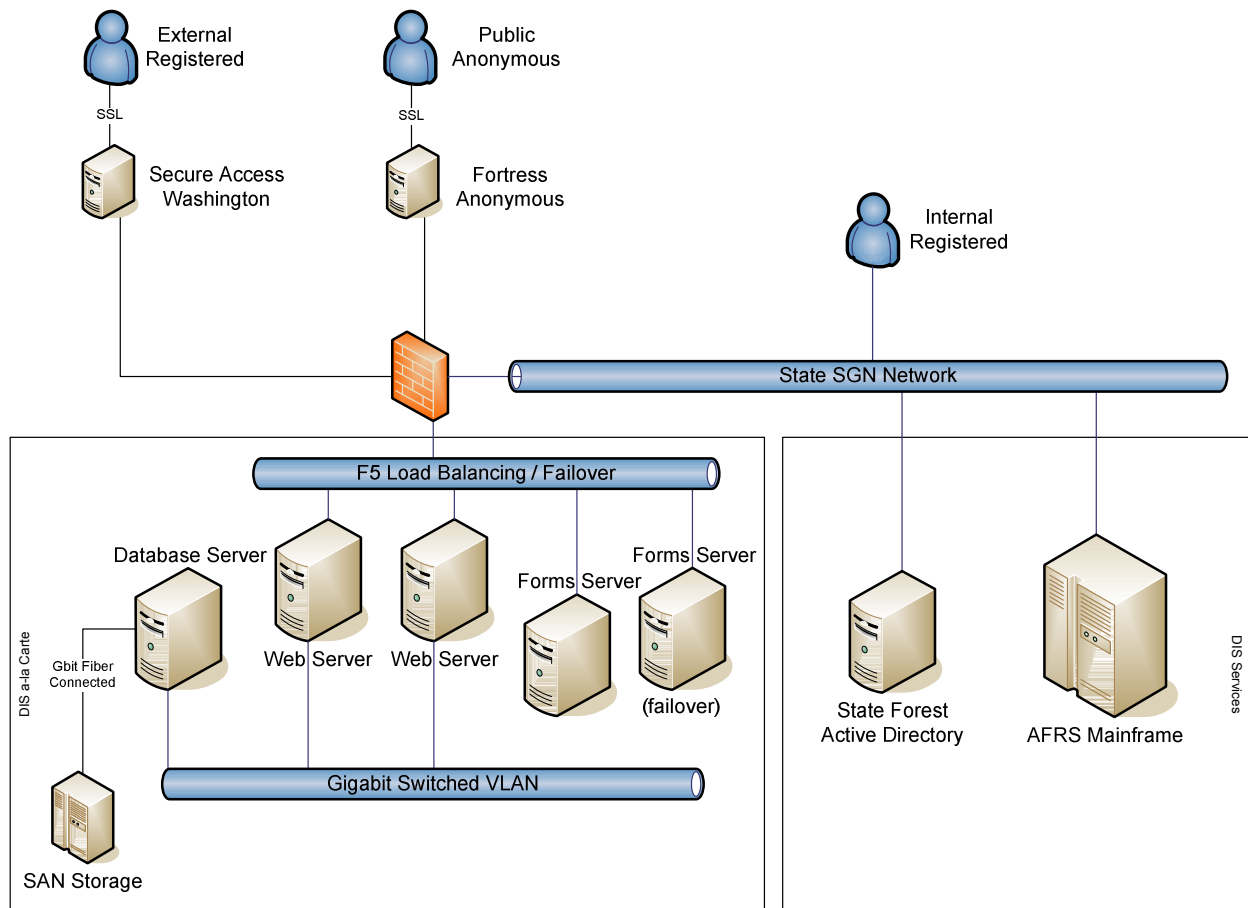 External
Registered
Public
Anonymous
SSL
SSL
Secure Access
Washington
Fortress
Anonymous
Internal
Registered
State SGN Network
F5 Load Balancing / Failover
Database Server
Forms Server
Forms Server
Web Server
Web Server
(failover)
Gbit Fiber
Connected
DIS a-la Carte
DIS Services
State Forest
Active Directory
AFRS Mainframe
Gigabit Switched VLAN
SAN Storage